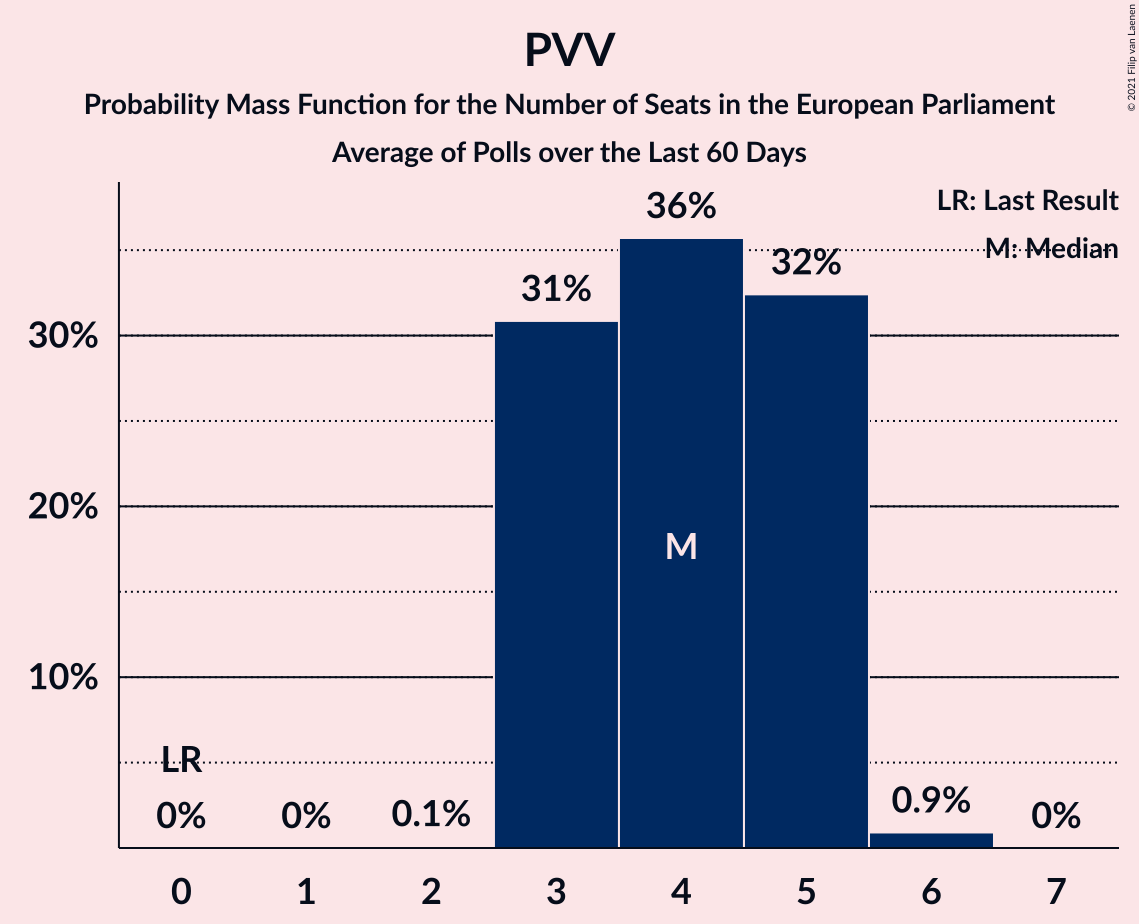 PVV
Probability Mass Function for the Number of Seats in the European Parliament
Average of Polls over the Last 60 Days
© 2021 Filip van Laenen
LR: Last Result
M: Median
30%
20%
10%
LR
0%
0%
0.1%
31%
36%
32%
0.9%
0%
M
0 1 2 3 4 5 6 7